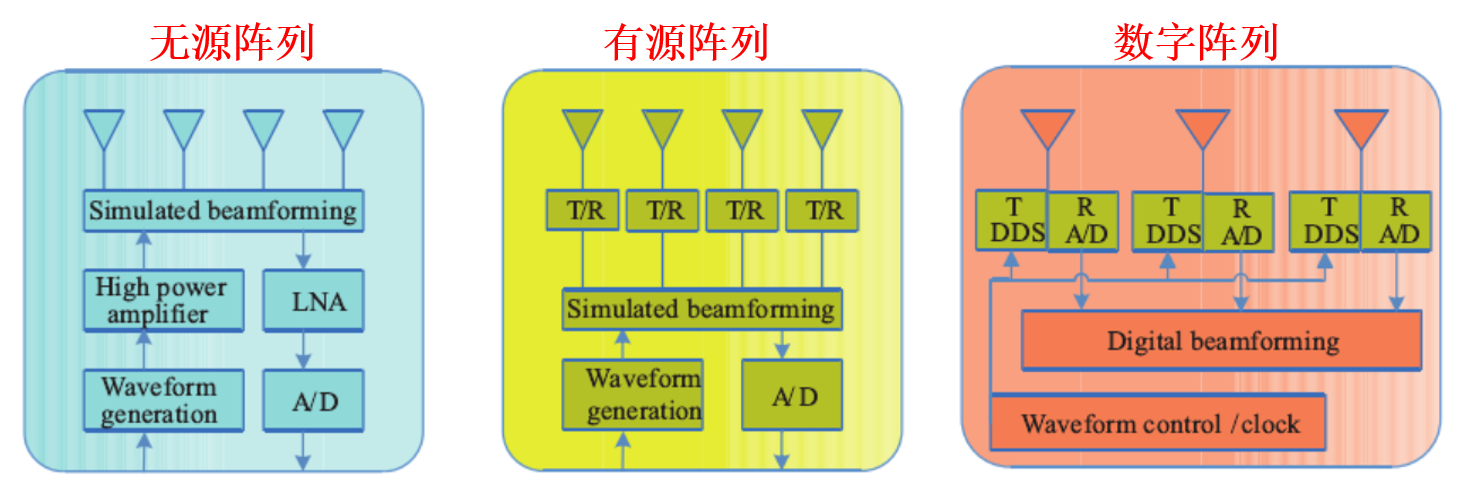 无源阵列
Simulated beamforming
High power
amplifier
LNA
Waveform
generation
A/D
有源阵列
T/R
T/R
T/R
T/R
Simulated beamforming
Waveform
generation
A/D
数字阵列
T
DDS
R
A/D
T
DDS
R
A/D
T
DDS
R
A/D
Digital beamforming
Waveform control /clock